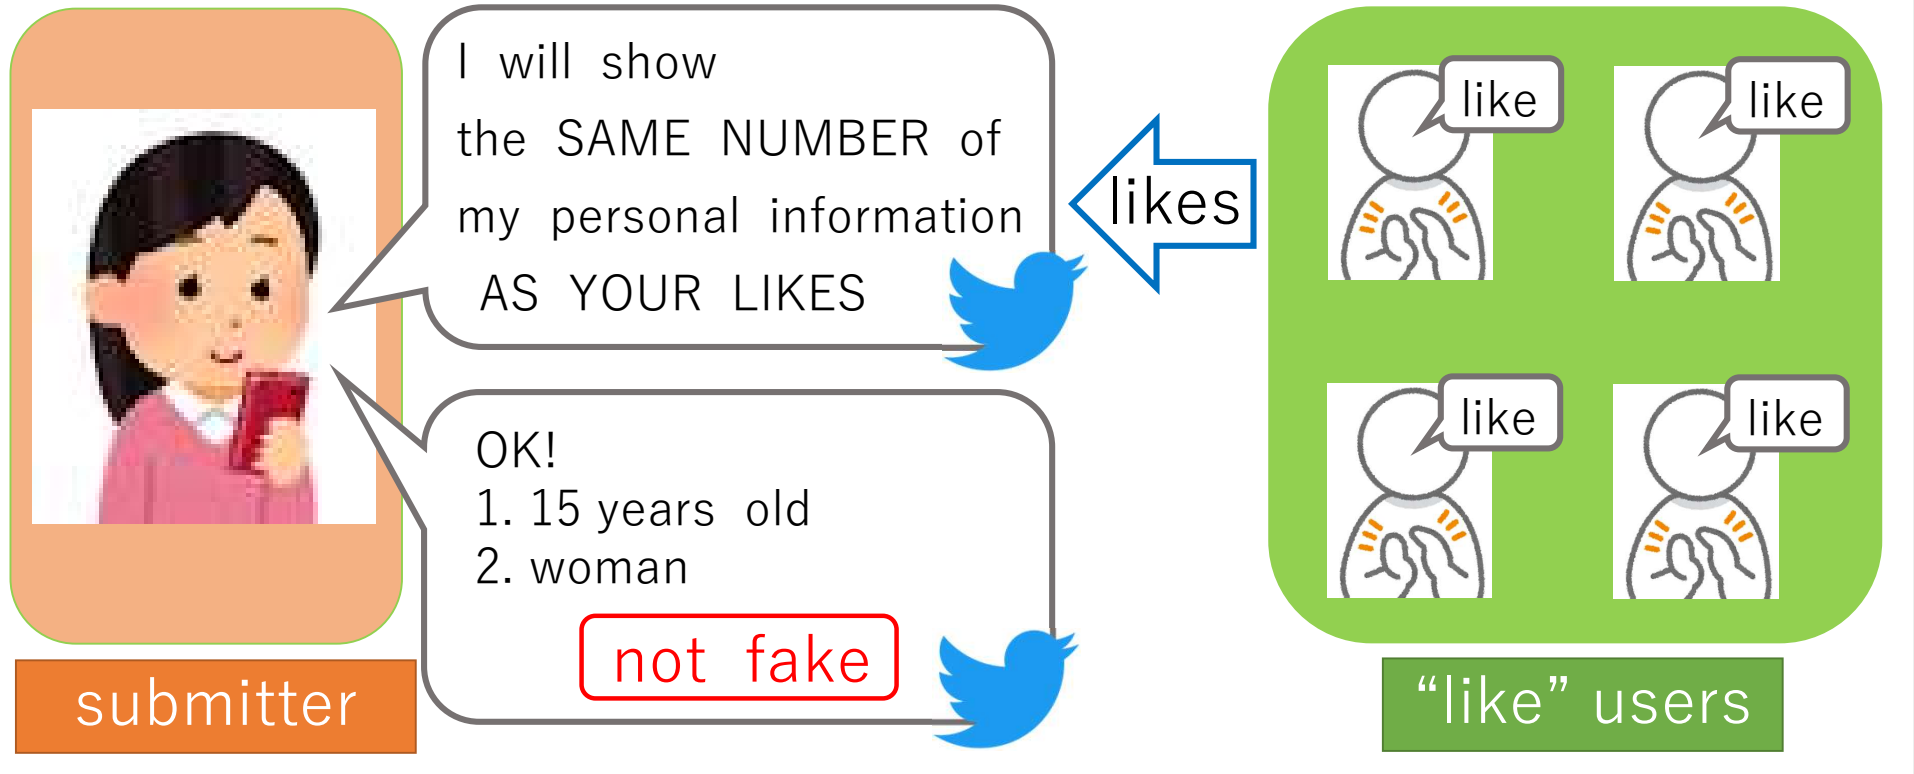 I will show
the SAME NUMBER of
my personal information
AS YOUR LIKES
likes
like
like
like
like
OK!
1. 15 years old
2. woman
not fake
submitter
“like” users